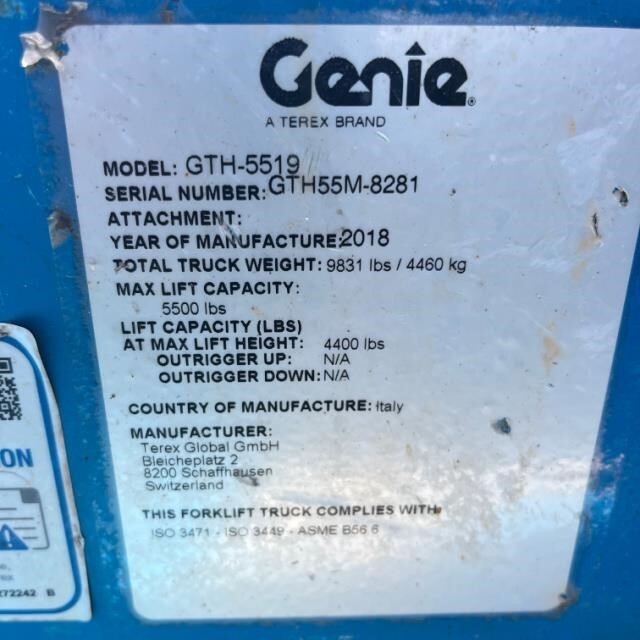 Genie®
A TEREX BRAND
MODEL: GTH-5519
SERIAL NUMBER: GTH55M-8281
ATTACHMENT:
YEAR OF MANUFACTURE: 2018
TOTAL TRUCK WEIGHT: 9831 lbs / 4460 kg
MAX LIFT CAPACITY:
5500 lbs
LIFT CAPACITY (LBS)
AT MAX LIFT HEIGHT: 4400 lbs
OUTRIGGER UP: N/A
OUTRIGGER DOWN: N/A
COUNTRY OF MANUFACTURE: Italy
MANUFACTURER:
Terex Global GmbH
Bleicheplatz 2
8200 Schaffhausen
Switzerland
THIS FORKLIFT TRUCK COMPLIES WITH
ISO 3471 - ISO 3449 - ASME B56 6
ON
272242 B